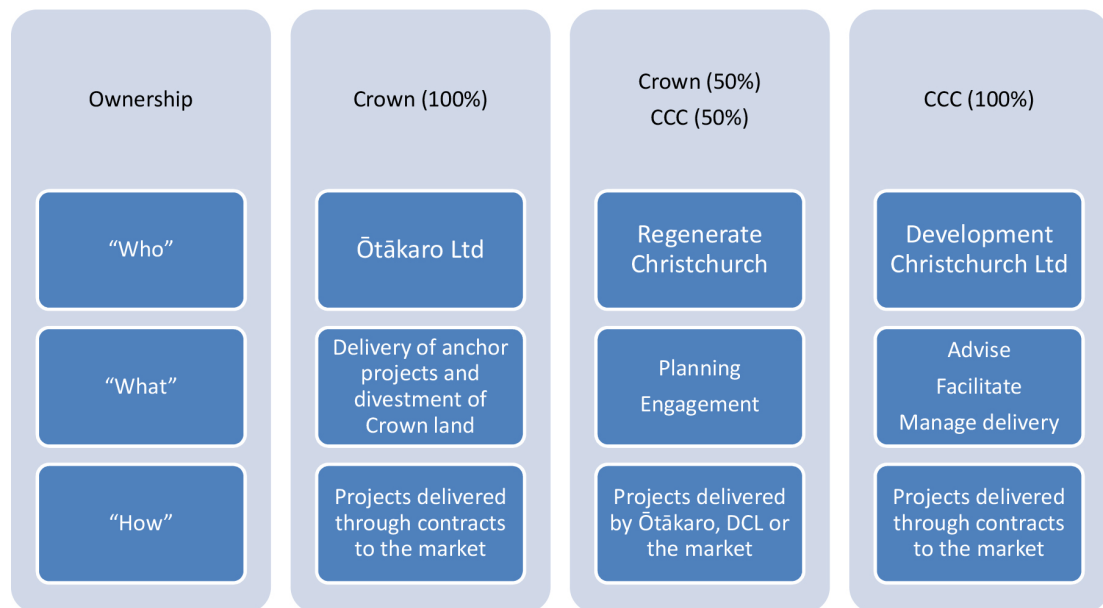 Ownership
“Who”
“What”
“How”
Crown (100%)
Ōtākaro Ltd
Delivery of anchor
projects and
divestment of
Crown land
Projects delivered
through contracts
to the market
Crown (50%)
CCC (50%)
Regenerate
Christchurch
Planning
Engagement
Projects delivered
by Ōtākaro, DCL or
the market
CCC (100%)
Development
Christchurch Ltd
Advise
Facilitate
Manage delivery
Projects delivered
through contracts
to the market